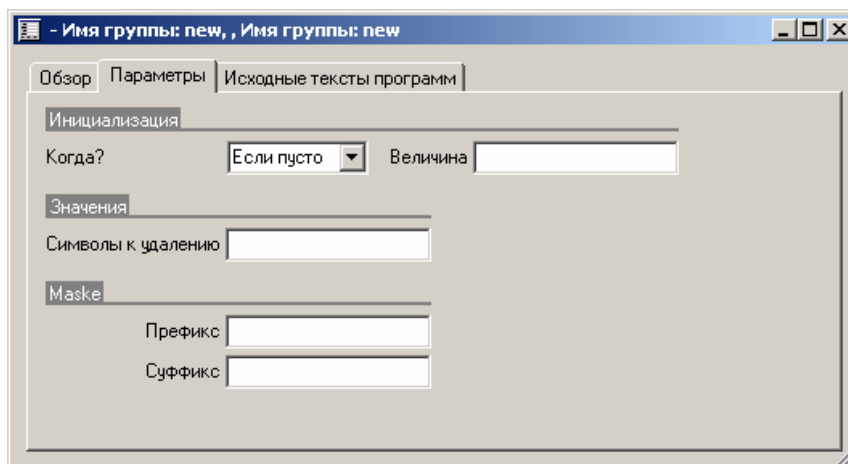 - Имя группы: new, , Имя группы: new
Обзор Параметры Исходные тексты программ
Инициализация
Когда? Если пусто Величина
Значения
Символы к удалению
Maske
Префикс
Суффикс